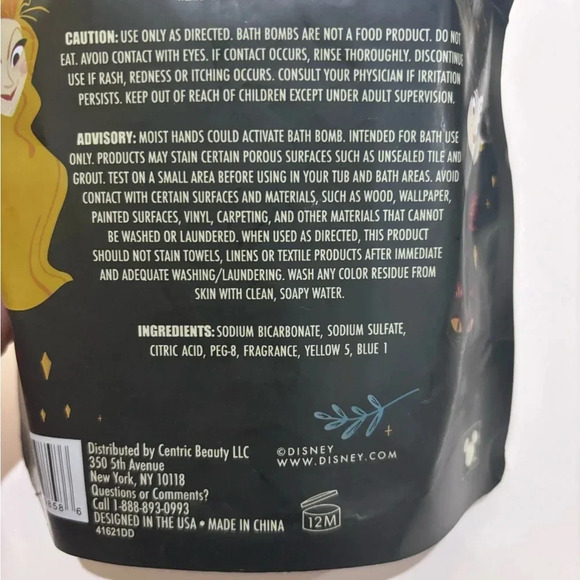 CAUTION: USE ONLY AS DIRECTED. BATH BOMBS ARE NOT A FOOD PRODUCT. DO NOT
EAT. AVOID CONTACT WITH EYES. IF CONTACT OCCURS, RINSE THOROUGHLY. DISCONTINUE
USE IF RASH, REDNESS OR ITCHING OCCURS. CONSULT YOUR PHYSICIAN IF IRRITATION
PERSISTS. KEEP OUT OF REACH OF CHILDREN EXCEPT UNDER ADULT SUPERVISION.
ADVISORY: MOIST HANDS COULD ACTIVATE BATH BOMB. INTENDED FOR BATH USE
ONLY. PRODUCTS MAY STAIN CERTAIN POROUS SURFACES SUCH AS UNSEALED TILE AND
GROUT. TEST ON A SMALL AREA BEFORE USING IN YOUR TUB AND BATH AREAS. AVOID
CONTACT WITH CERTAIN SURFACES AND MATERIALS, SUCH AS WOOD, WALLPAPER,
PAINTED SURFACES, VINYL, CARPETING, AND OTHER MATERIALS THAT CANNOT
BE WASHED OR LAUNDERED. WHEN USED AS DIRECTED, THIS PRODUCT
SHOULD NOT STAIN TOWELS, LINENS OR TEXTILE PRODUCTS AFTER IMMEDIATE
AND ADEQUATE WASHING/LAUNDERING. WASH ANY COLOR RESIDUE FROM
SKIN WITH CLEAN, SOAPY WATER.
INGREDIENTS: SODIUM BICARBONATE, SODIUM SULFATE,
CITRIC ACID, PEG-8, FRAGRANCE, YELLOW 5, BLUE 1
Distributed by Centric Beauty LLC
350 5th Avenue
New York, NY 10118
Questions or Comments?
Call 1-888-893-0993
DESIGNED IN THE USA • MADE IN CHINA
41621DD
©DISNEY
WWW.DISNEY.COM
12M
858 6